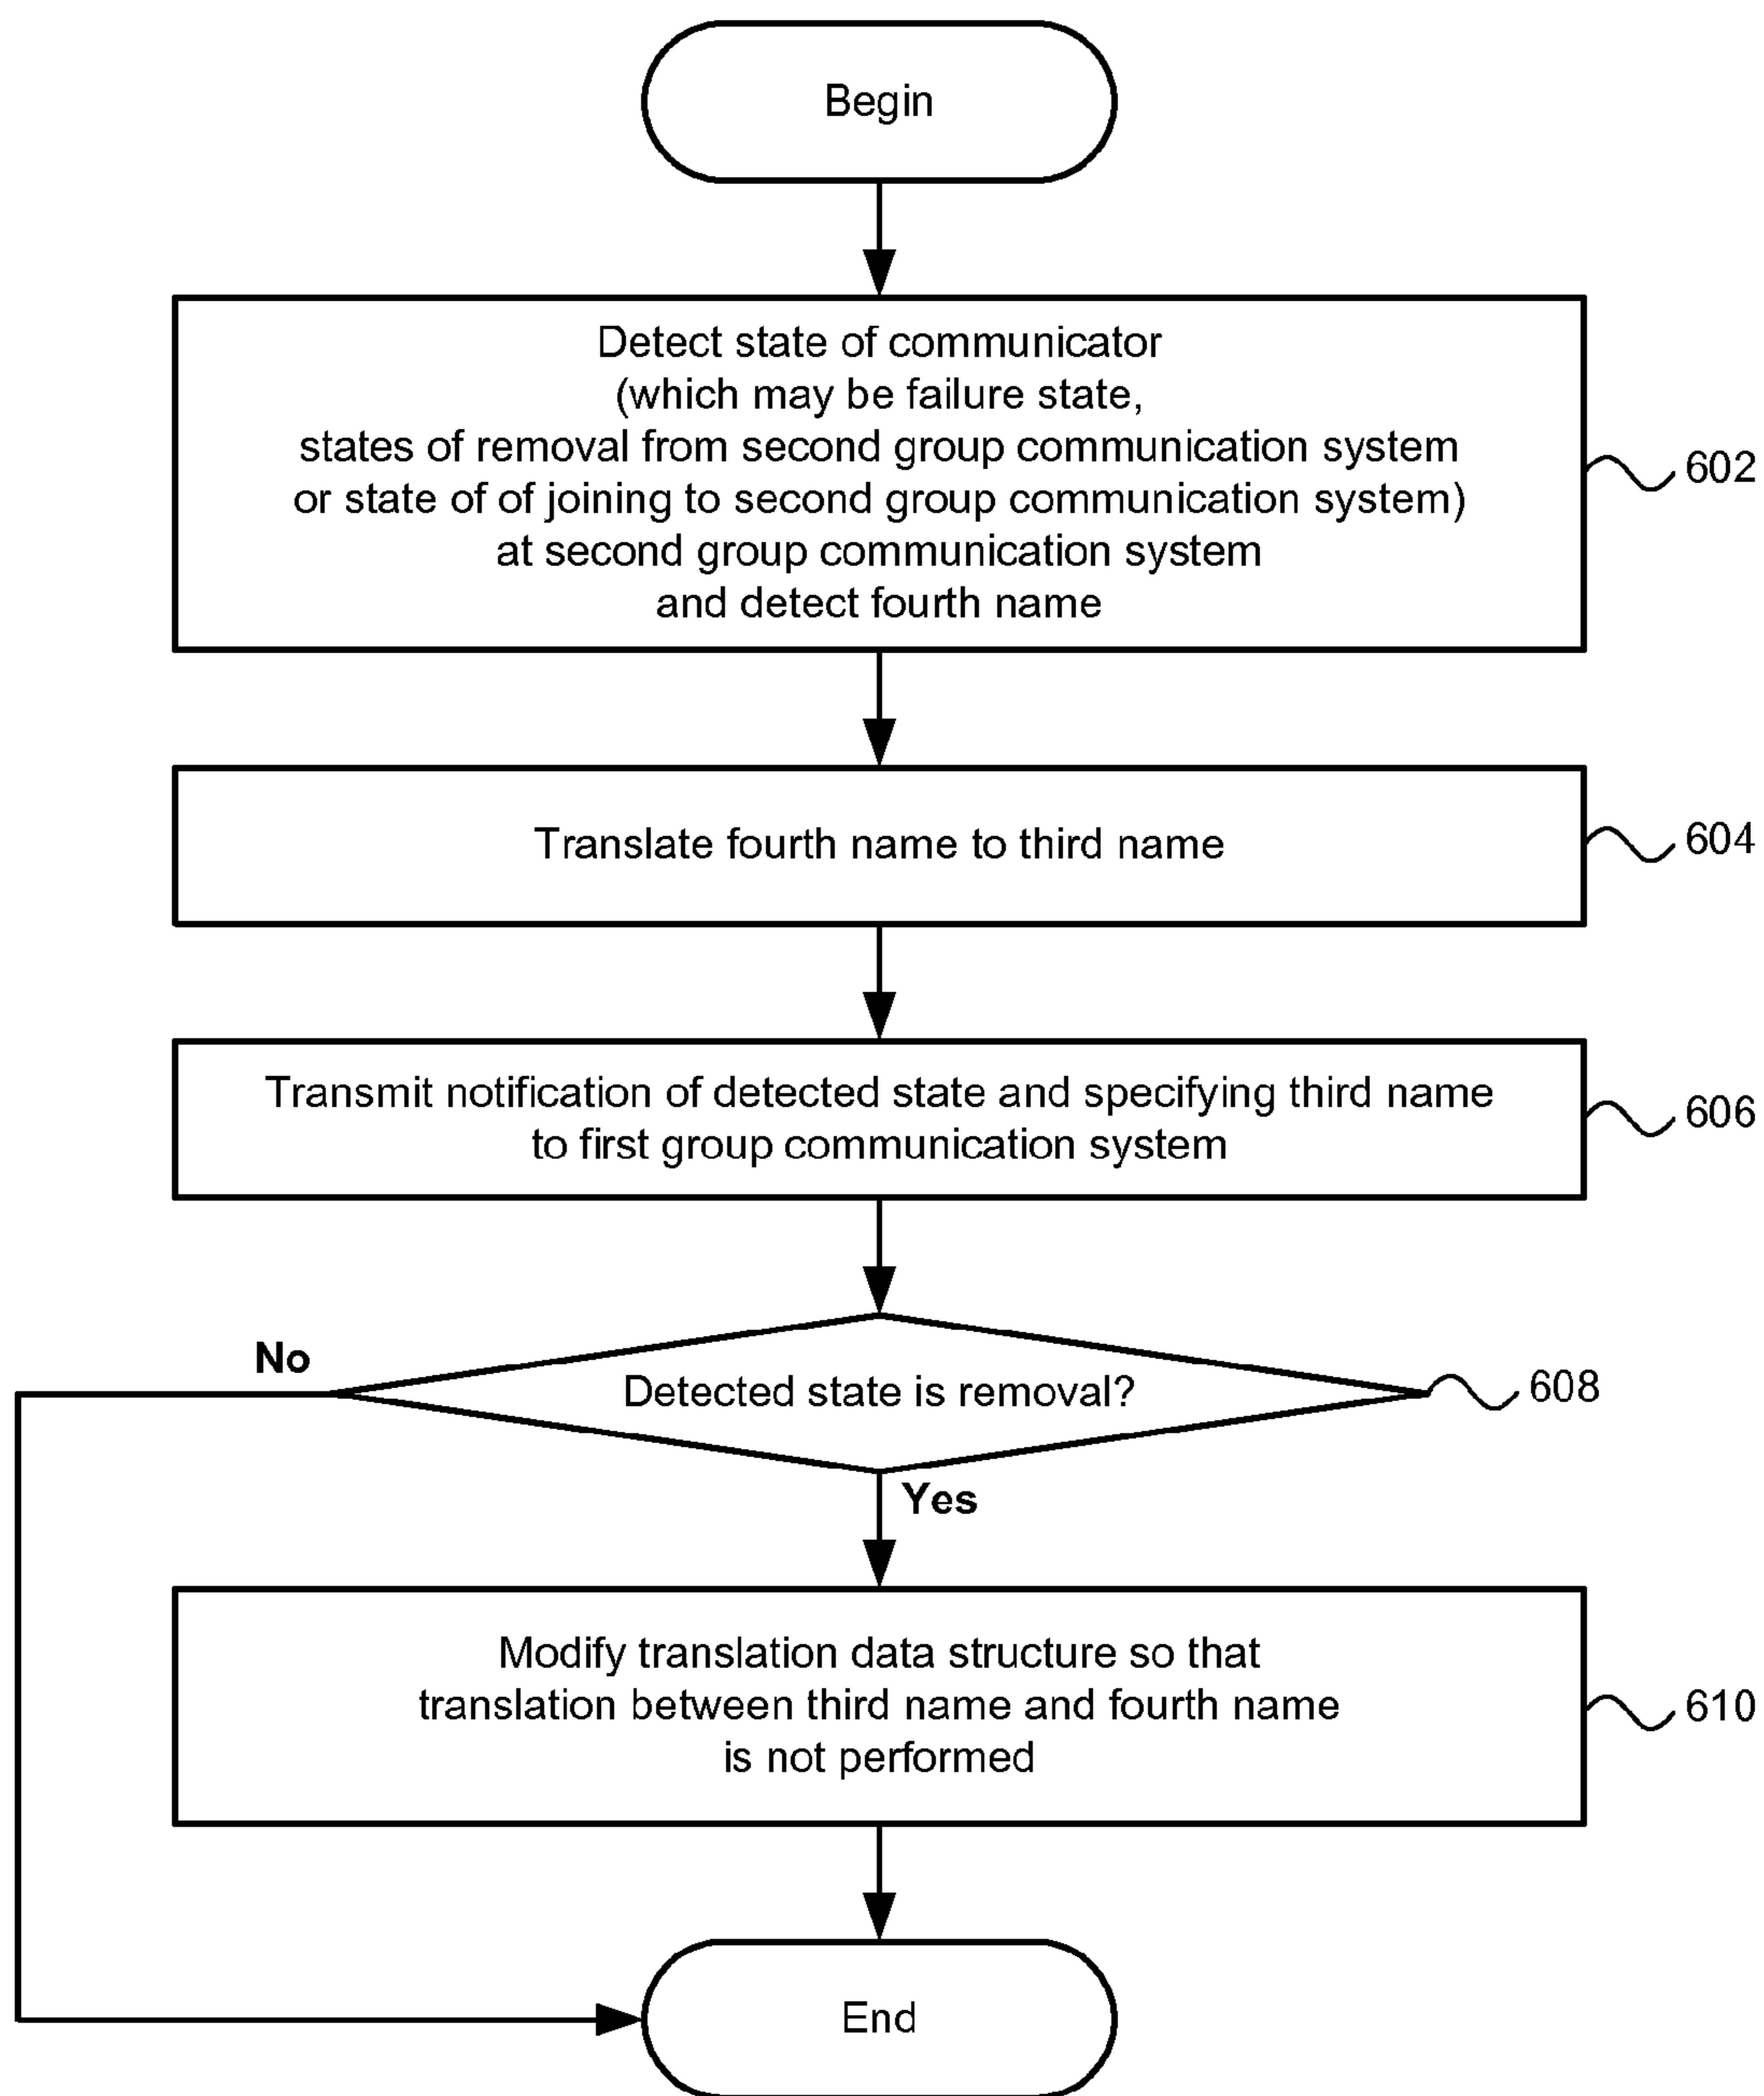 Begin
Detect state of communicator
(which may be failure state,
states of removal from second group communication system
or state of of joining to second group communication system)
at second group communication system
and detect fourth name
602
Translate fourth name to third name
604
Transmit notification of detected state and specifying third name
to first group communication system
606
No
Detected state is removal?
608
Yes
Modify translation data structure so that
translation between third name and fourth name
is not performed
610
End